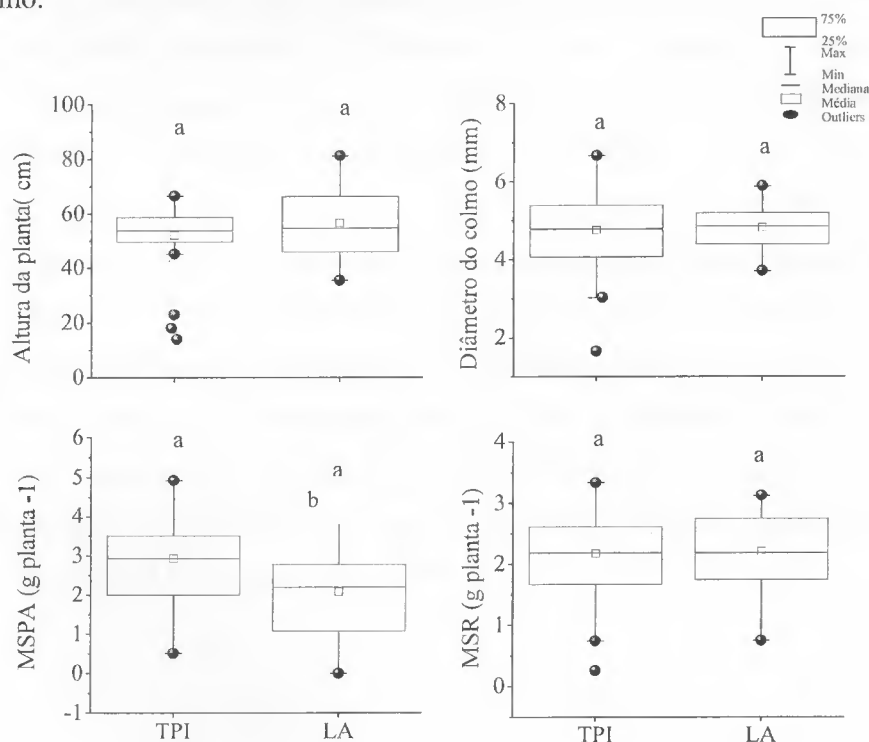 mo.
75%
25%
Max
Min
Mediana
Média
Outliers
Altura da planta( cm)
100
80
60
40
20
0
a
a
Diâmetro do colmo (mm)
8
6
4
2
a
a
MSPA (g planta -1)
6
5
4
3
2
1
0
-1
a
b
a
TPI
LA
MSR (g planta -1)
4
3
2
1
0
a
a
TPI
LA